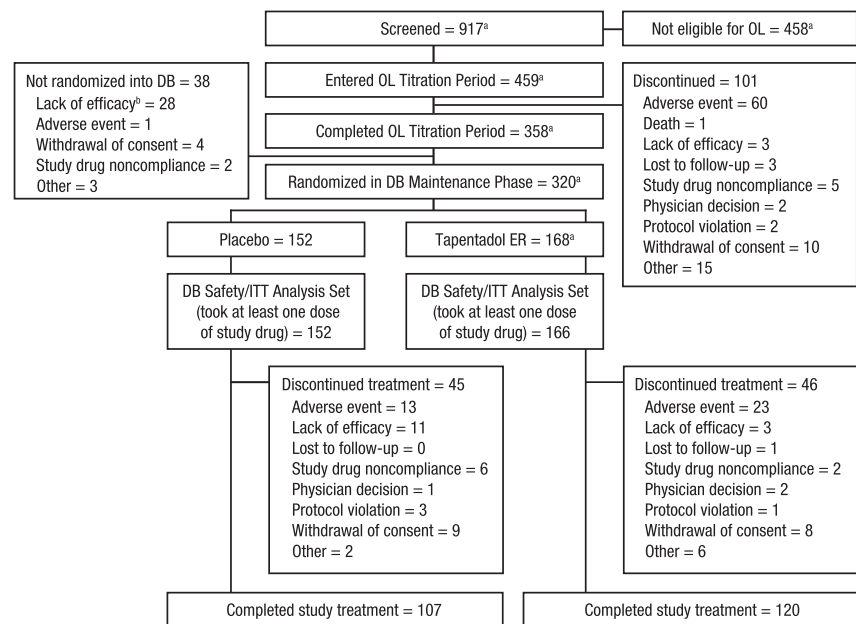 Screened = 917ᵃ
Not eligible for OL = 458ᵃ
Entered OL Titration Period = 459ᵃ
Not randomized into DB = 38
Lack of efficacyᵇ = 28
Adverse event = 1
Withdrawal of consent = 4
Study drug noncompliance = 2
Other = 3
Discontinued = 101
Adverse event = 60
Death = 1
Lack of efficacy = 3
Lost to follow-up = 3
Study drug noncompliance = 5
Physician decision = 2
Protocol violation = 2
Withdrawal of consent = 10
Other = 15
Completed OL Titration Period = 358ᵃ
Randomized in DB Maintenance Phase = 320ᵃ
Placebo = 152
Tapentadol ER = 168ᵃ
DB Safety/ITT Analysis Set
(took at least one dose
of study drug) = 152
DB Safety/ITT Analysis Set
(took at least one dose
of study drug) = 166
Discontinued treatment = 45
Adverse event = 13
Lack of efficacy = 11
Lost to follow-up = 0
Study drug noncompliance = 6
Physician decision = 1
Protocol violation = 3
Withdrawal of consent = 9
Other = 2
Discontinued treatment = 46
Adverse event = 23
Lack of efficacy = 3
Lost to follow-up = 1
Study drug noncompliance = 2
Physician decision = 2
Protocol violation = 1
Withdrawal of consent = 8
Other = 6
Completed study treatment = 107
Completed study treatment = 120